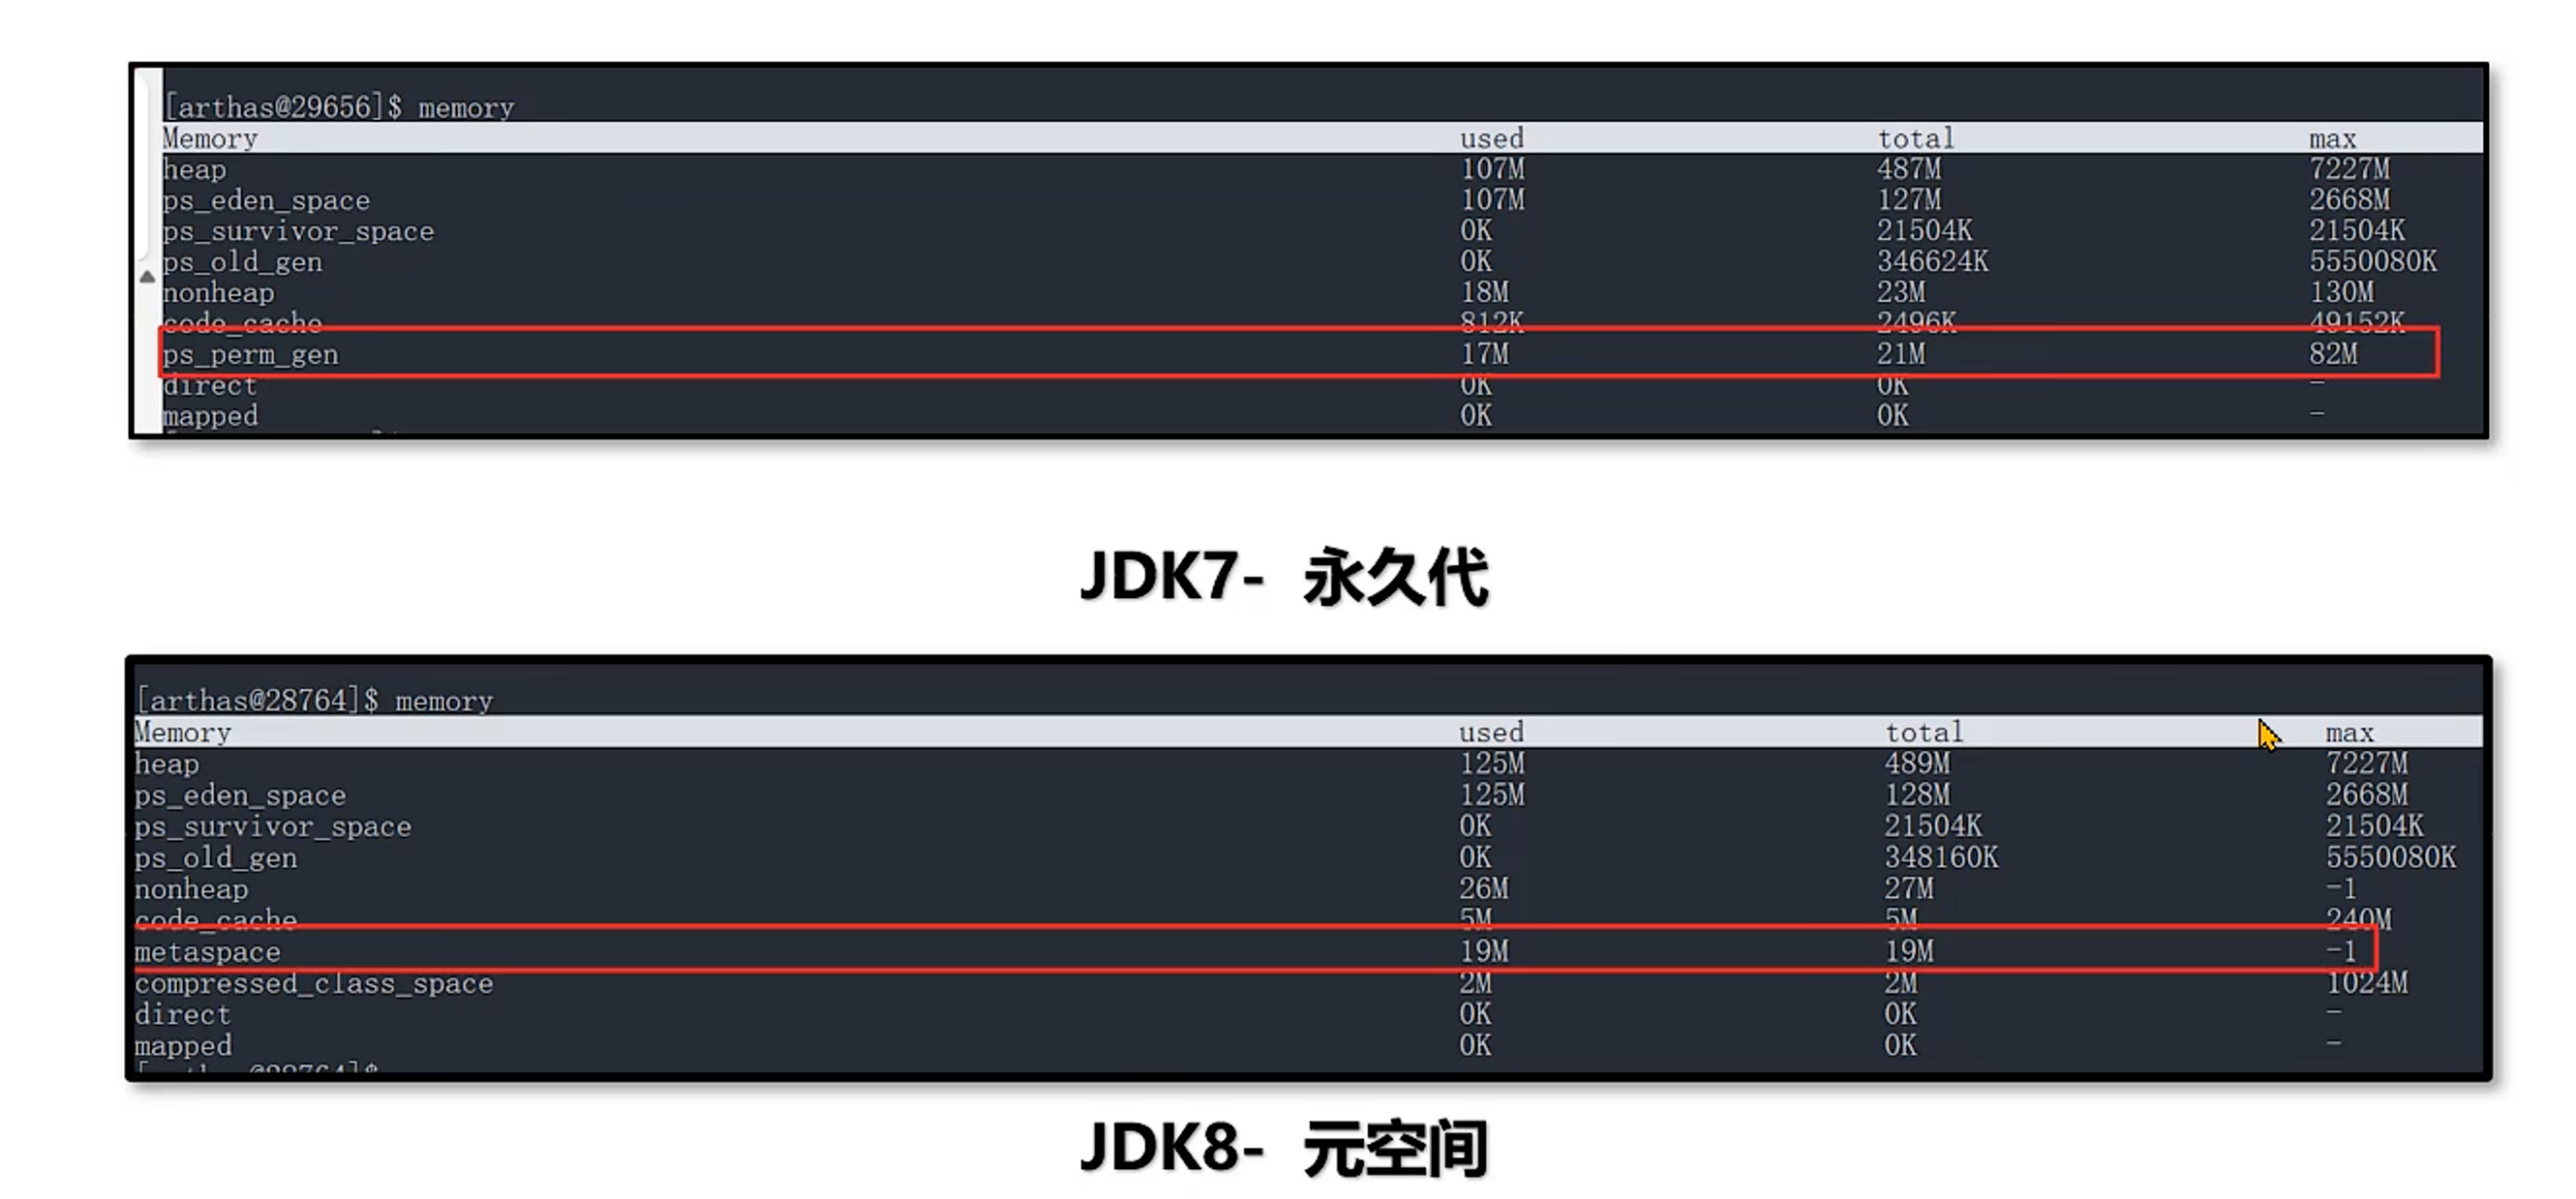 [arthas@29656]$ memory
Memory used total max
heap 107M 487M 7227M
ps_eden_space 107M 127M 2668M
ps_survivor_space 0K 21504K 21504K
ps_old_gen 0K 346624K 5550080K
nonheap 18M 23M 130M
code_cache 812K 2496K 49152K
ps_perm_gen 17M 21M 82M
direct 0K 0K -
mapped 0K 0K -
JDK7- 永久代
[arthas@28764]$ memory
Memory used total max
heap 125M 489M 7227M
ps_eden_space 125M 128M 2668M
ps_survivor_space 0K 21504K 21504K
ps_old_gen 0K 348160K 5550080K
nonheap 26M 27M -1
code_cache 5M 5M 240M
metaspace 19M 19M -1
compressed_class_space 2M 2M 1024M
direct 0K 0K -
mapped 0K 0K -
JDK8- 元空间